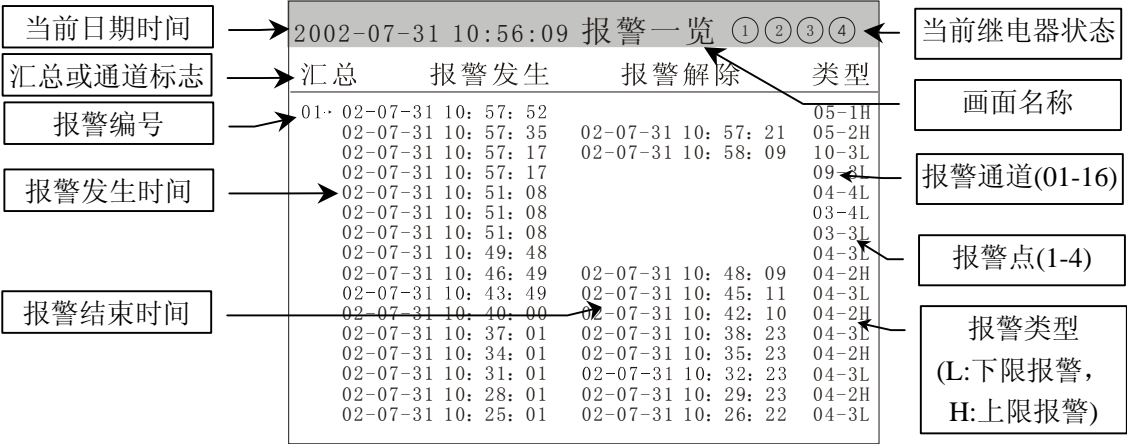 当前日期时间
汇总或通道标志
报警编号
报警发生时间
报警结束时间
2002-07-31 10:56:09 报警一览 ①②③④
汇总 报警发生 报警解除 类型
01·· 02-07-31 10: 57: 52 05-1H
02-07-31 10: 57: 35 02-07-31 10: 57: 21 05-2H
02-07-31 10: 57: 17 02-07-31 10: 58: 09 10-3L
02-07-31 10: 57: 17 09-3L
02-07-31 10: 51: 08 04-4L
02-07-31 10: 51: 08 03-4L
02-07-31 10: 51: 08 03-3L
02-07-31 10: 49: 48 04-3L
02-07-31 10: 46: 49 02-07-31 10: 48: 09 04-2H
02-07-31 10: 43: 49 02-07-31 10: 45: 11 04-3L
02-07-31 10: 40: 00 02-07-31 10: 42: 10 04-2H
02-07-31 10: 37: 01 02-07-31 10: 38: 23 04-3L
02-07-31 10: 34: 01 02-07-31 10: 35: 23 04-2H
02-07-31 10: 31: 01 02-07-31 10: 32: 23 04-3L
02-07-31 10: 28: 01 02-07-31 10: 29: 23 04-2H
02-07-31 10: 25: 01 02-07-31 10: 26: 22 04-3L
当前继电器状态
画面名称
报警通道(01-16)
报警点(1-4)
报警类型
(L:下限报警，
H:上限报警)